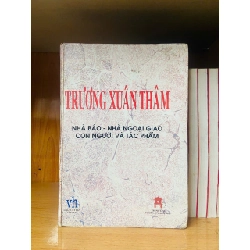 TRƯƠNG XUÂN THÂM
NHÀ BÁO - NHÀ NGOẠI GIAO
CON NGƯỜI VÀ TÁC PHẨM